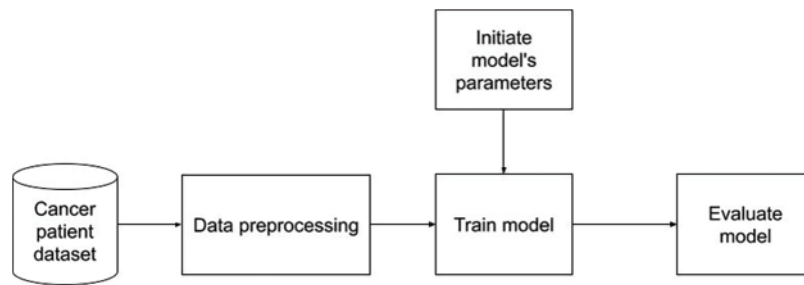 Initiate
model's
parameters
Cancer
patient
dataset
Data preprocessing
Train model
Evaluate
model